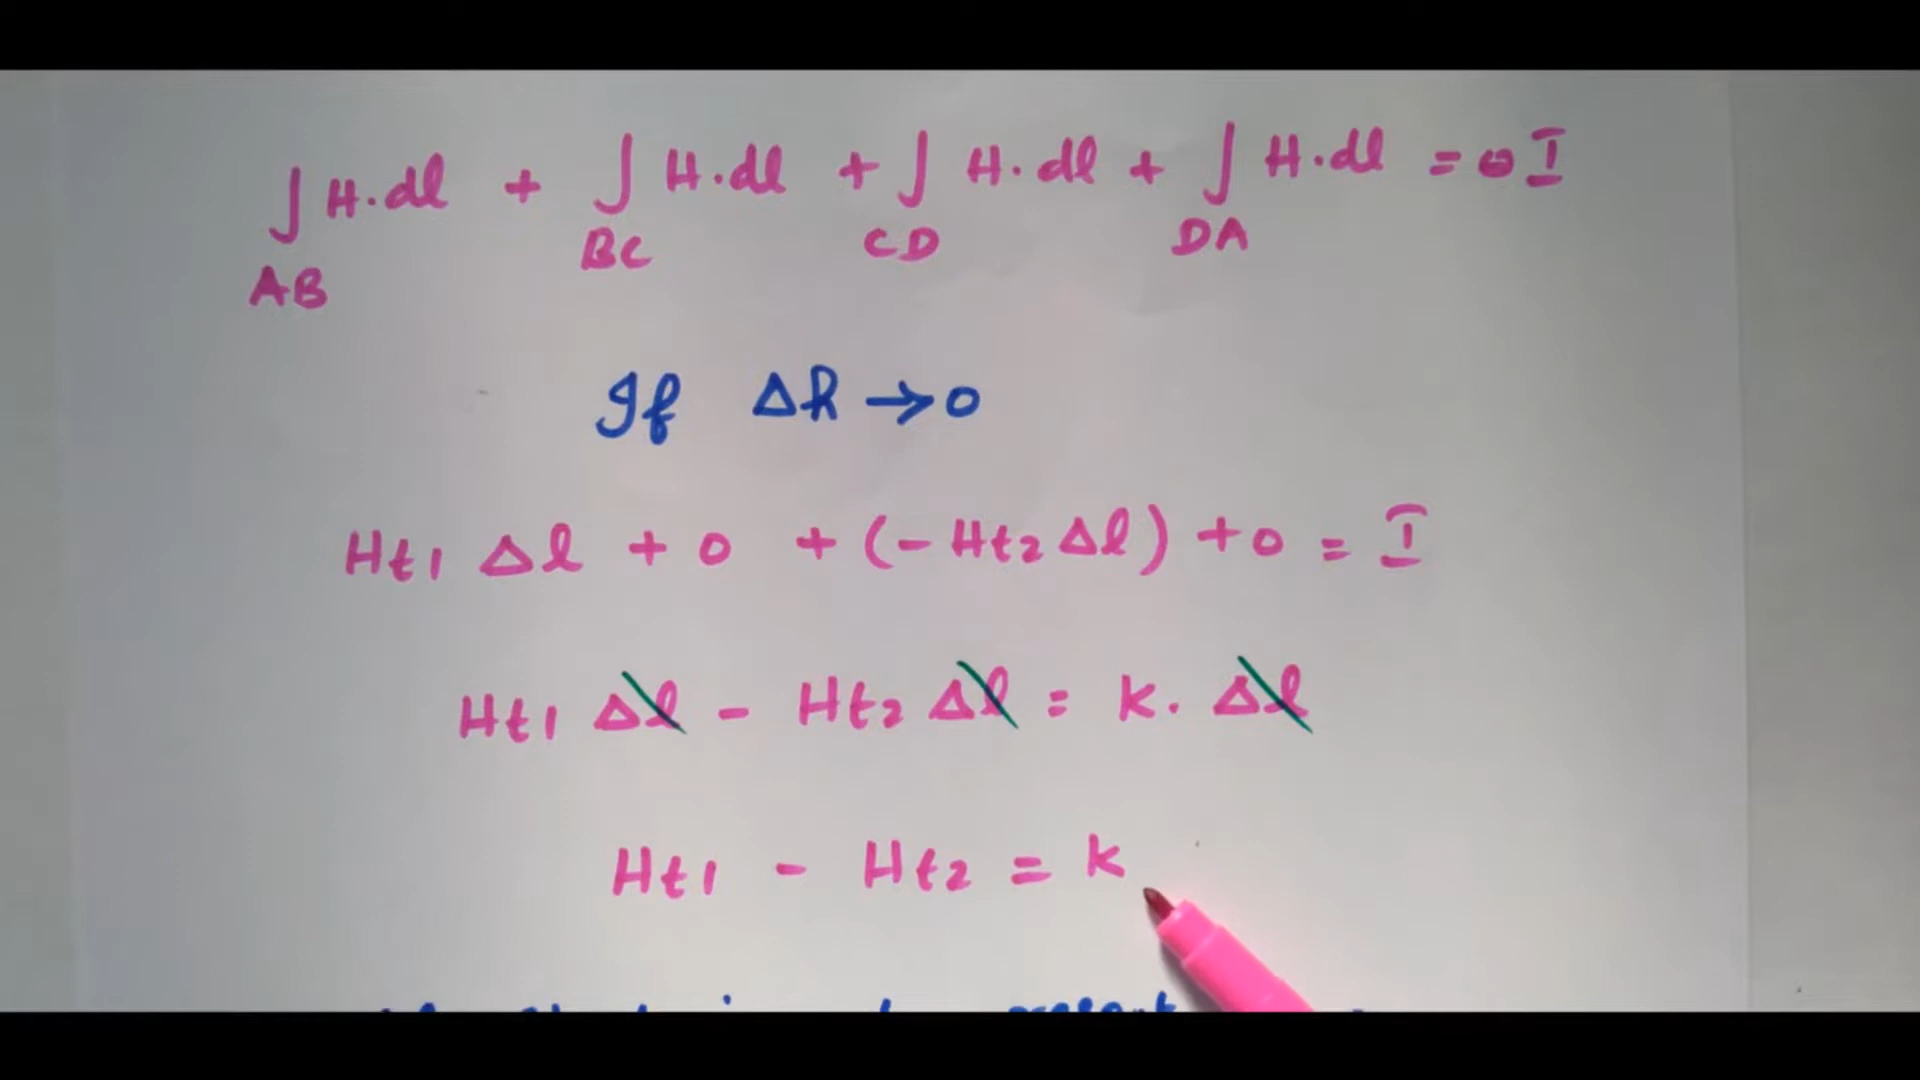 ∫ H.dl + ∫ H.dl + ∫ H.dl + ∫ H.dl = I
AB BC CD DA
If Δh → 0
Ht1 Δl + 0 + (- Ht2 Δl) + 0 = I
Ht1 Δl - Ht2 Δl = k. Δl
Ht1 - Ht2 = k